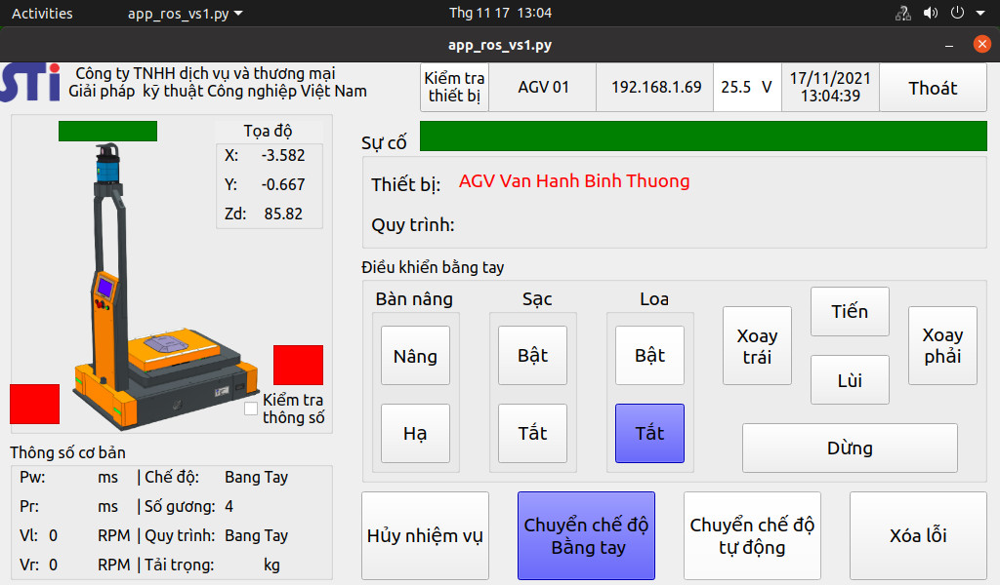 Activities
app_ros_vs1.py
Thg 11 17 13:04
app_ros_vs1.py
STi
Công ty TNHH dịch vụ và thương mại
Giải pháp kỹ thuật Công nghiệp Việt Nam
Kiểm tra
thiết bị
AGV 01
192.168.1.69
25.5 V
17/11/2021
13:04:39
Thoát
Tọa độ
X: -3.582
Y: -0.667
Zd: 85.82
Kiểm tra
thông số
Sự cố
Thiết bị: AGV Van Hanh Binh Thuong
Quy trình:
Điều khiển bằng tay
Bàn nâng
Nâng
Hạ
Sạc
Bật
Tắt
Loa
Bật
Tắt
Xoay
trái
Tiến
Lùi
Xoay
phải
Dừng
Thông số cơ bản
Pw: ms | Chế độ: Bang Tay
Pr: ms | Số gương: 4
Vl: 0 RPM | Quy trình: Bang Tay
Vr: 0 RPM | Tải trọng: kg
Hủy nhiệm vụ
Chuyển chế độ
Bằng tay
Chuyển chế độ
tự động
Xóa lỗi